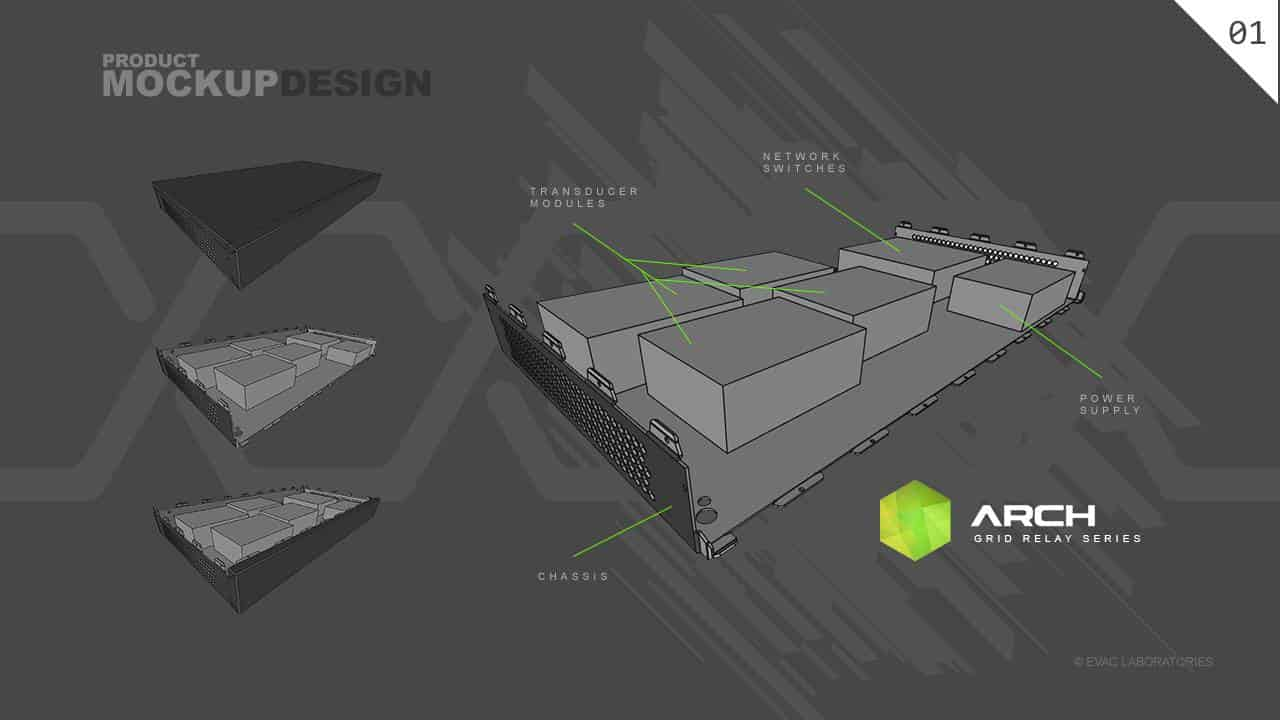 01
PRODUCT
MOCKUPDESIGN
NETWORK
SWITCHES
TRANSDUCER
MODULES
POWER
SUPPLY
ARCH
GRID RELAY SERIES
CHASSIS
© EVAC LABORATORIES